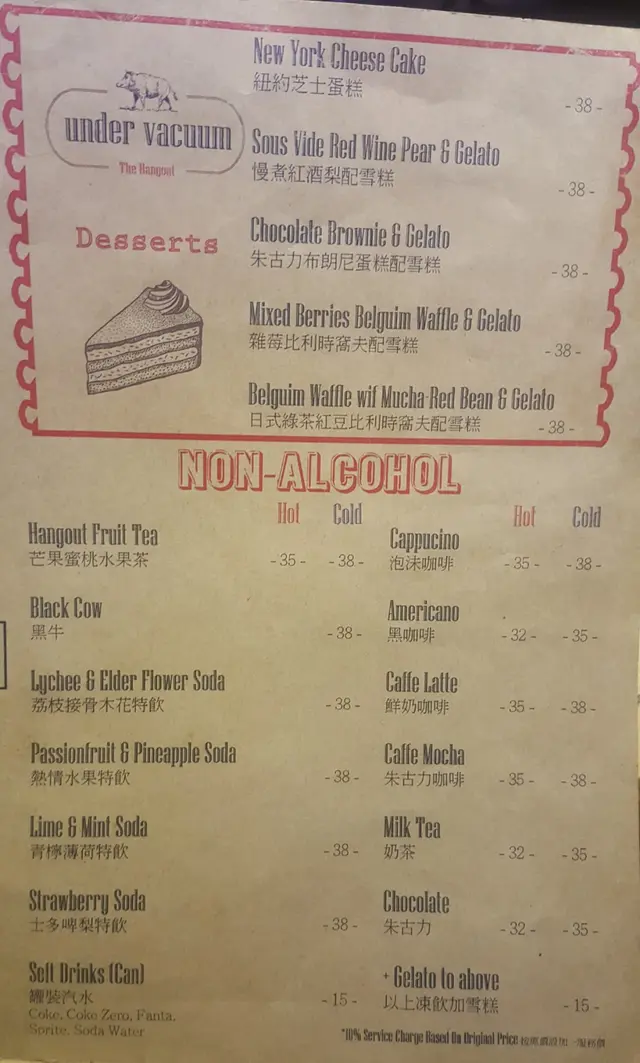 under vacuum
The Hangout
Desserts
New York Cheese Cake
紐約芝士蛋糕
- 38 -
Sous Vide Red Wine Pear & Gelato
慢煮紅酒梨配雪糕
- 38 -
Chocolate Brownie & Gelato
朱古力布朗尼蛋糕配雪糕
- 38 -
Mixed Berries Belguim Waffle & Gelato
雜莓比利時窩夫配雪糕
- 38 -
Belguim Waffle wif Mucha-Red Bean & Gelato
日式綠茶紅豆比利時窩夫配雪糕
- 38 -
NON-ALCOHOL
Hot Cold
Hangout Fruit Tea
芒果蜜桃水果茶 - 35 - - 38 -
Black Cow
黑牛 - 38 -
Lychee & Elder Flower Soda
荔枝接骨木花特飲 - 38 -
Passionfruit & Pineapple Soda
熱情水果特飲 - 38 -
Lime & Mint Soda
青檸薄荷特飲 - 38 -
Strawberry Soda
士多啤梨特飲 - 38 -
Soft Drinks (Can)
罐裝汽水 - 15 -
Coke, Coke Zero, Fanta,
Sprite, Soda Water
Hot Cold
Cappucino
泡沫咖啡 - 35 - - 38 -
Americano
黑咖啡 - 32 - - 35 -
Caffe Latte
鮮奶咖啡 - 35 - - 38 -
Caffe Mocha
朱古力咖啡 - 35 - - 38 -
Milk Tea
奶茶 - 32 - - 35 -
Chocolate
朱古力 - 32 - - 35 -
+ Gelato to above
以上凍飲加雪糕 - 15 -
*10% Service Charge Based On Original Price